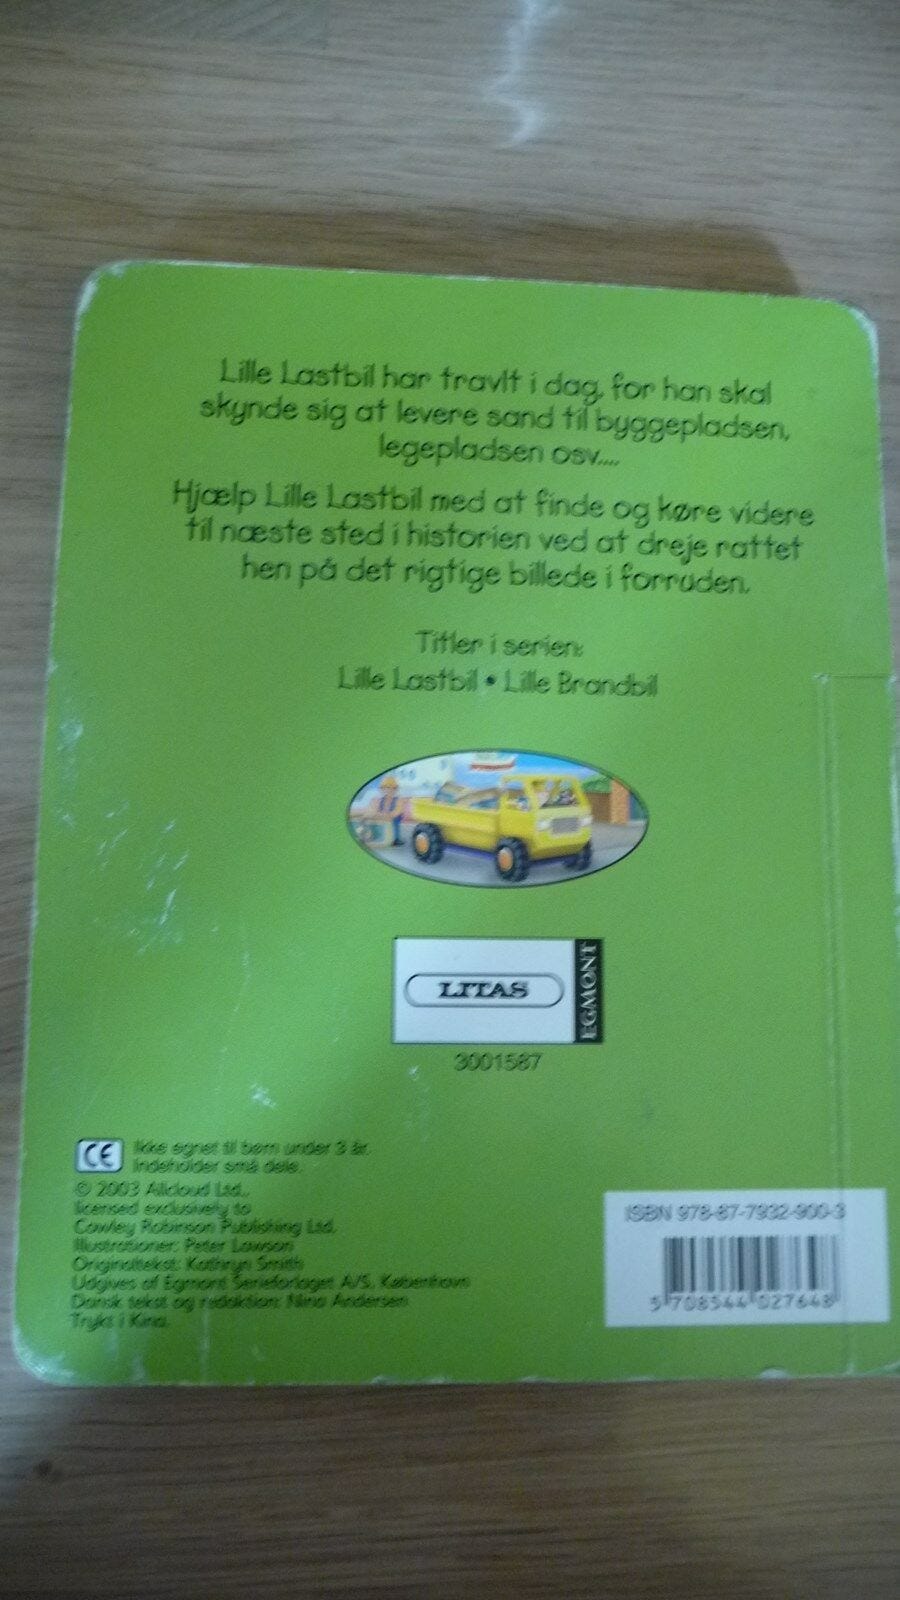 Lille Lastbil har travlt i dag, for han skal
skynde sig at levere sand til byggepladsen,
legepladsen osv....
Hjælp Lille Lastbil med at finde og køre videre
til næste sted i historien ved at dreje rattet
hen på det rigtige billede i forruden.
Titler i serien:
Lille Lastbil • Lille Brandbil
LITAS
EGMONT
3001587
CE
Ikke egnet til børn under 3 år.
Indeholder små dele.
© 2003 Allcloud Ltd.,
licensed exclusively to
Cowley Robinson Publishing Ltd.
Illustrationer: Peter Lawson
Originaltekst: Kathryn Smith
Udgives af Egmont Serieforlaget A/S, København
Dansk tekst og redaktion: Nina Andersen
Trykt i Kina
ISBN 978-87-7932-900-3
5 708544 027648